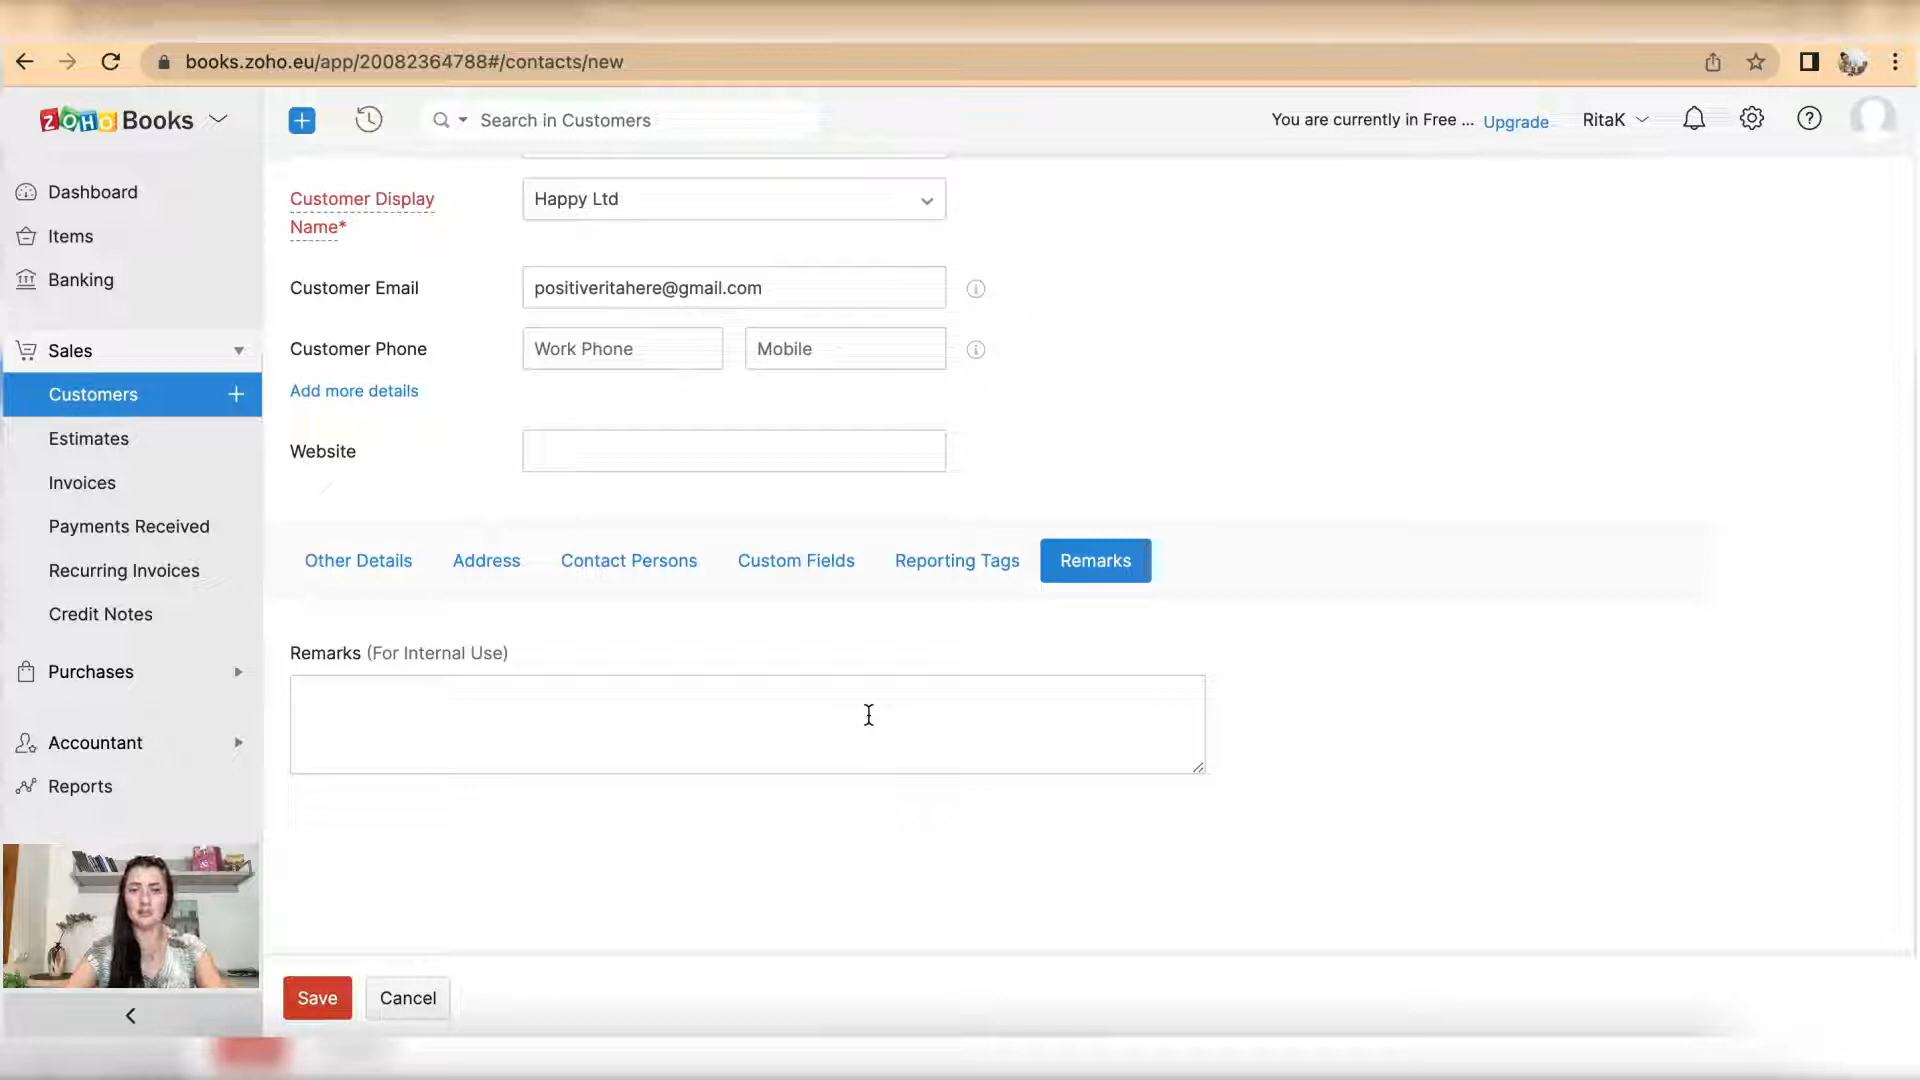 books.zoho.eu/app/20082364788#/contacts/new
ZOHO Books
Search in Customers
You are currently in Free ... Upgrade
RitaK
Dashboard
Items
Banking
Sales
Customers
Estimates
Invoices
Payments Received
Recurring Invoices
Credit Notes
Purchases
Accountant
Reports
Customer Display
Name*
Happy Ltd
Customer Email
positiveritahere@gmail.com
Customer Phone
Work Phone
Mobile
Add more details
Website
Other Details
Address
Contact Persons
Custom Fields
Reporting Tags
Remarks
Remarks (For Internal Use)
Save
Cancel